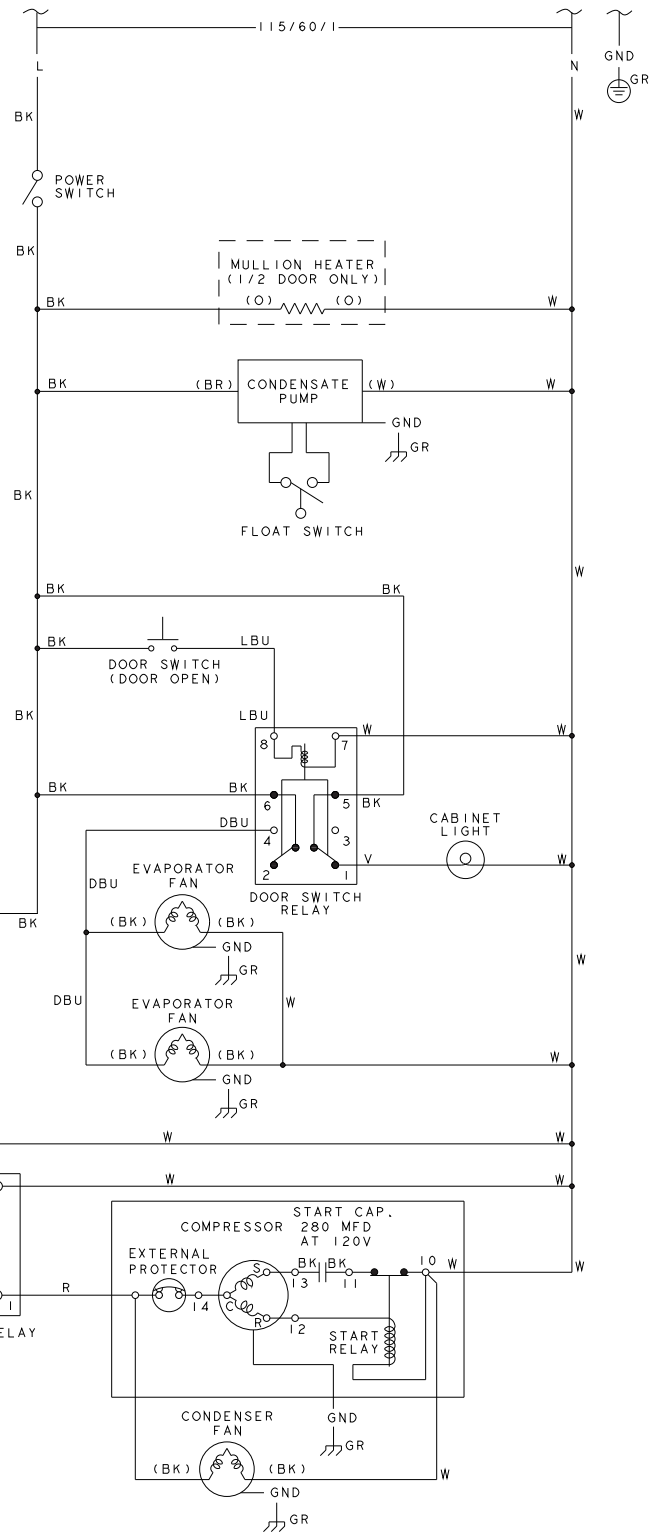 115/60/1
L
N
GND
GR
BK
W
POWER
SWITCH
BK
MULLION HEATER
(1/2 DOOR ONLY)
(O) (O)
BK
W
BK
(BR)
CONDENSATE
PUMP
(W)
W
GND
GR
BK
FLOAT SWITCH
W
BK
BK
BK
LBU
DOOR SWITCH
(DOOR OPEN)
BK
LBU
W
W
8
7
BK
BK
6
5
BK
DBU
4
3
CABINET
LIGHT
2
1
V
W
DOOR SWITCH
RELAY
EVAPORATOR
FAN
DBU
(BK)
(BK)
BK
GND
GR
W
DBU
W
EVAPORATOR
FAN
(BK)
(BK)
W
GND
GR
W
W
W
W
START CAP.
COMPRESSOR 280 MFD
AT 120V
EXTERNAL
PROTECTOR
S
13
BK
BK
11
10
W
W
R
1
14
C
R
12
START
RELAY
ELAY
GND
GR
CONDENSER
FAN
(BK)
(BK)
W
GND
GR